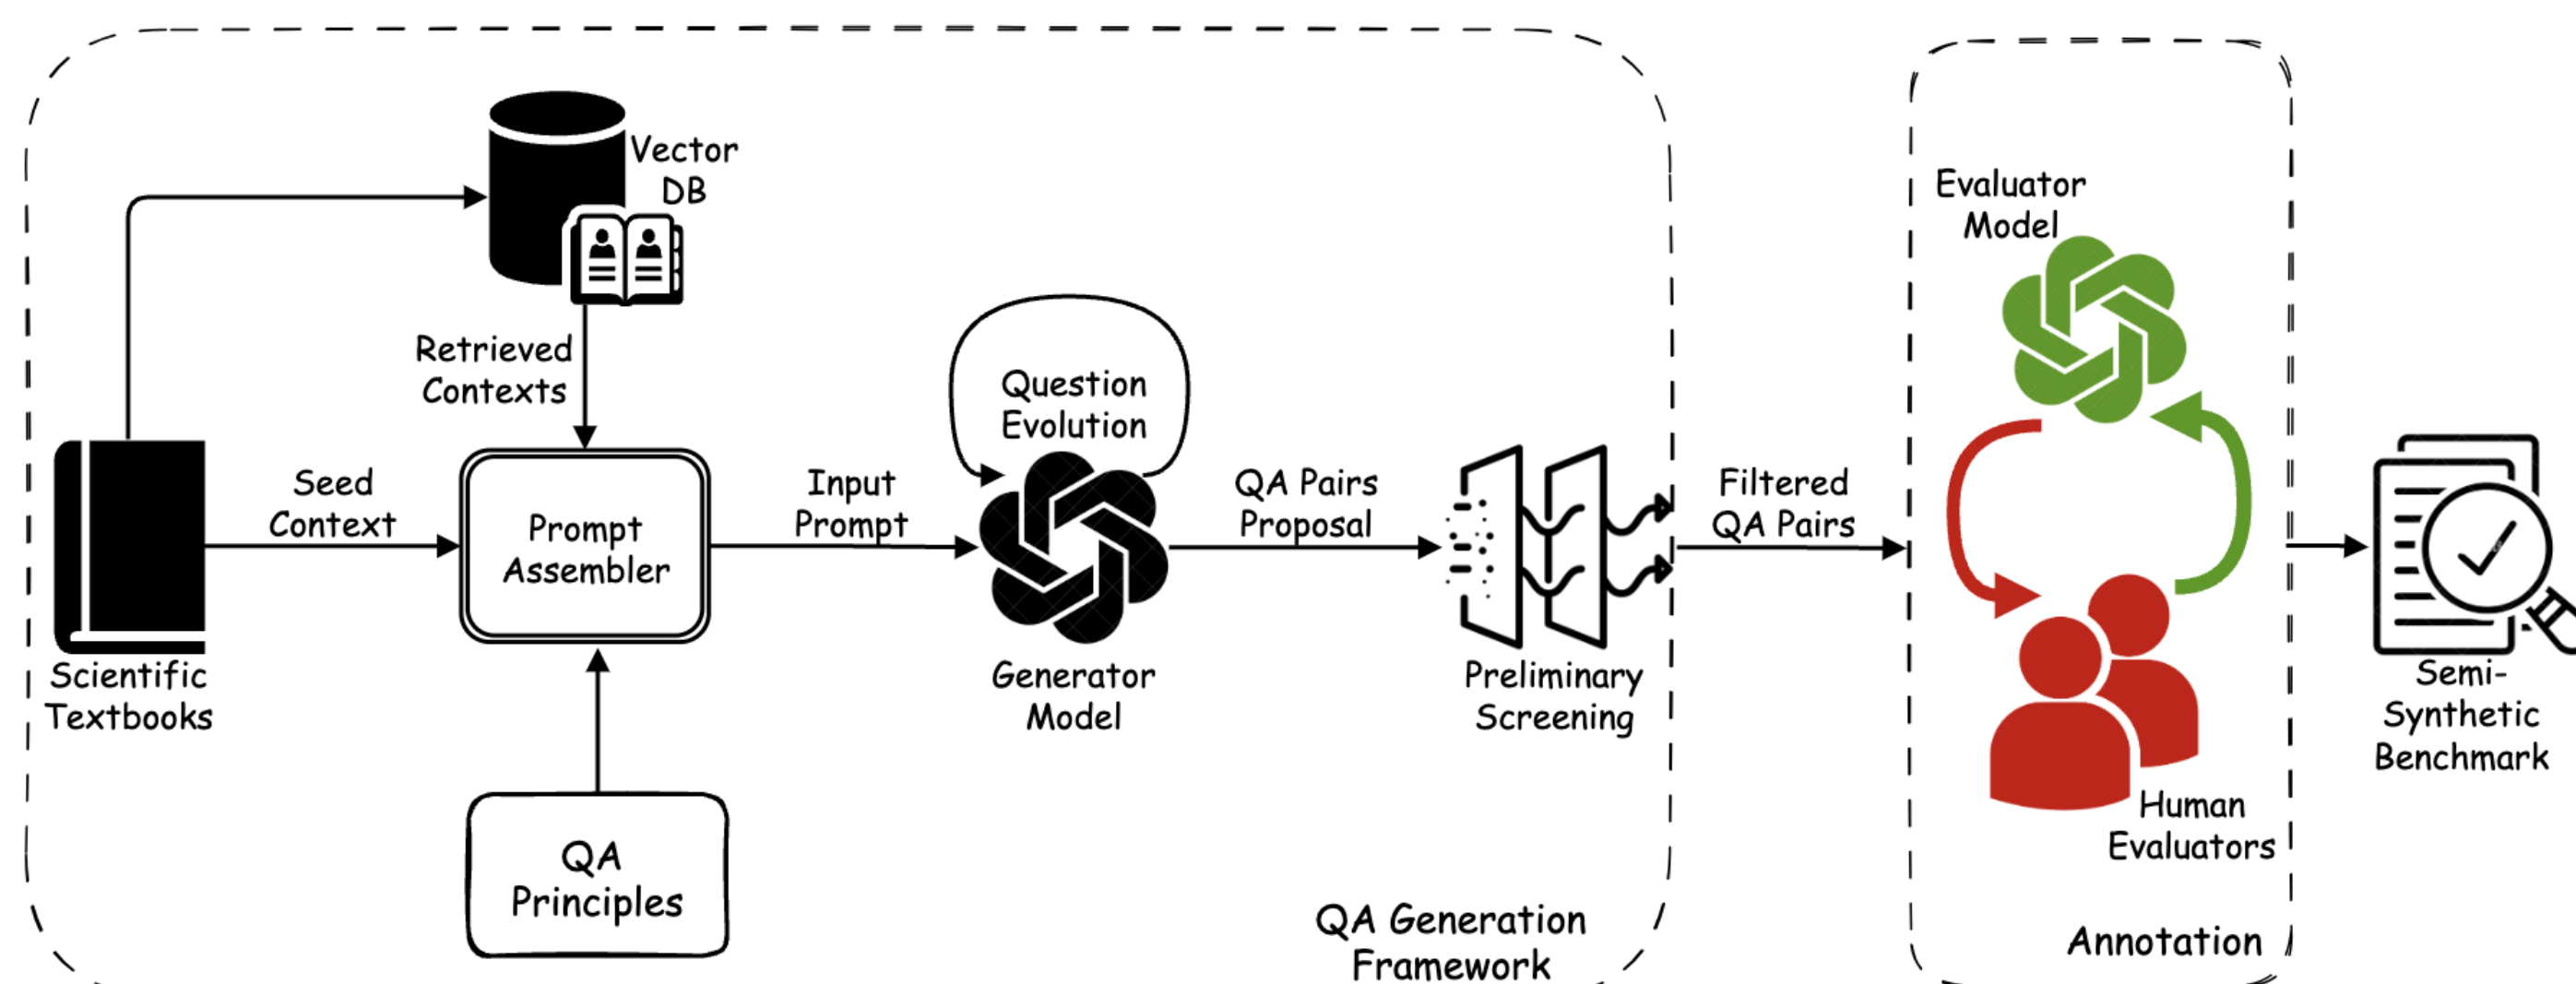 Vector
DB
Evaluator
Model
Retrieved
Contexts
Question
Evolution
Seed
Context
Prompt
Assembler
Input
Prompt
QA Pairs
Proposal
Filtered
QA Pairs
Scientific
Textbooks
Generator
Model
Preliminary
Screening
Semi-
Synthetic
Benchmark
Human
Evaluators
QA
Principles
QA Generation
Framework
Annotation